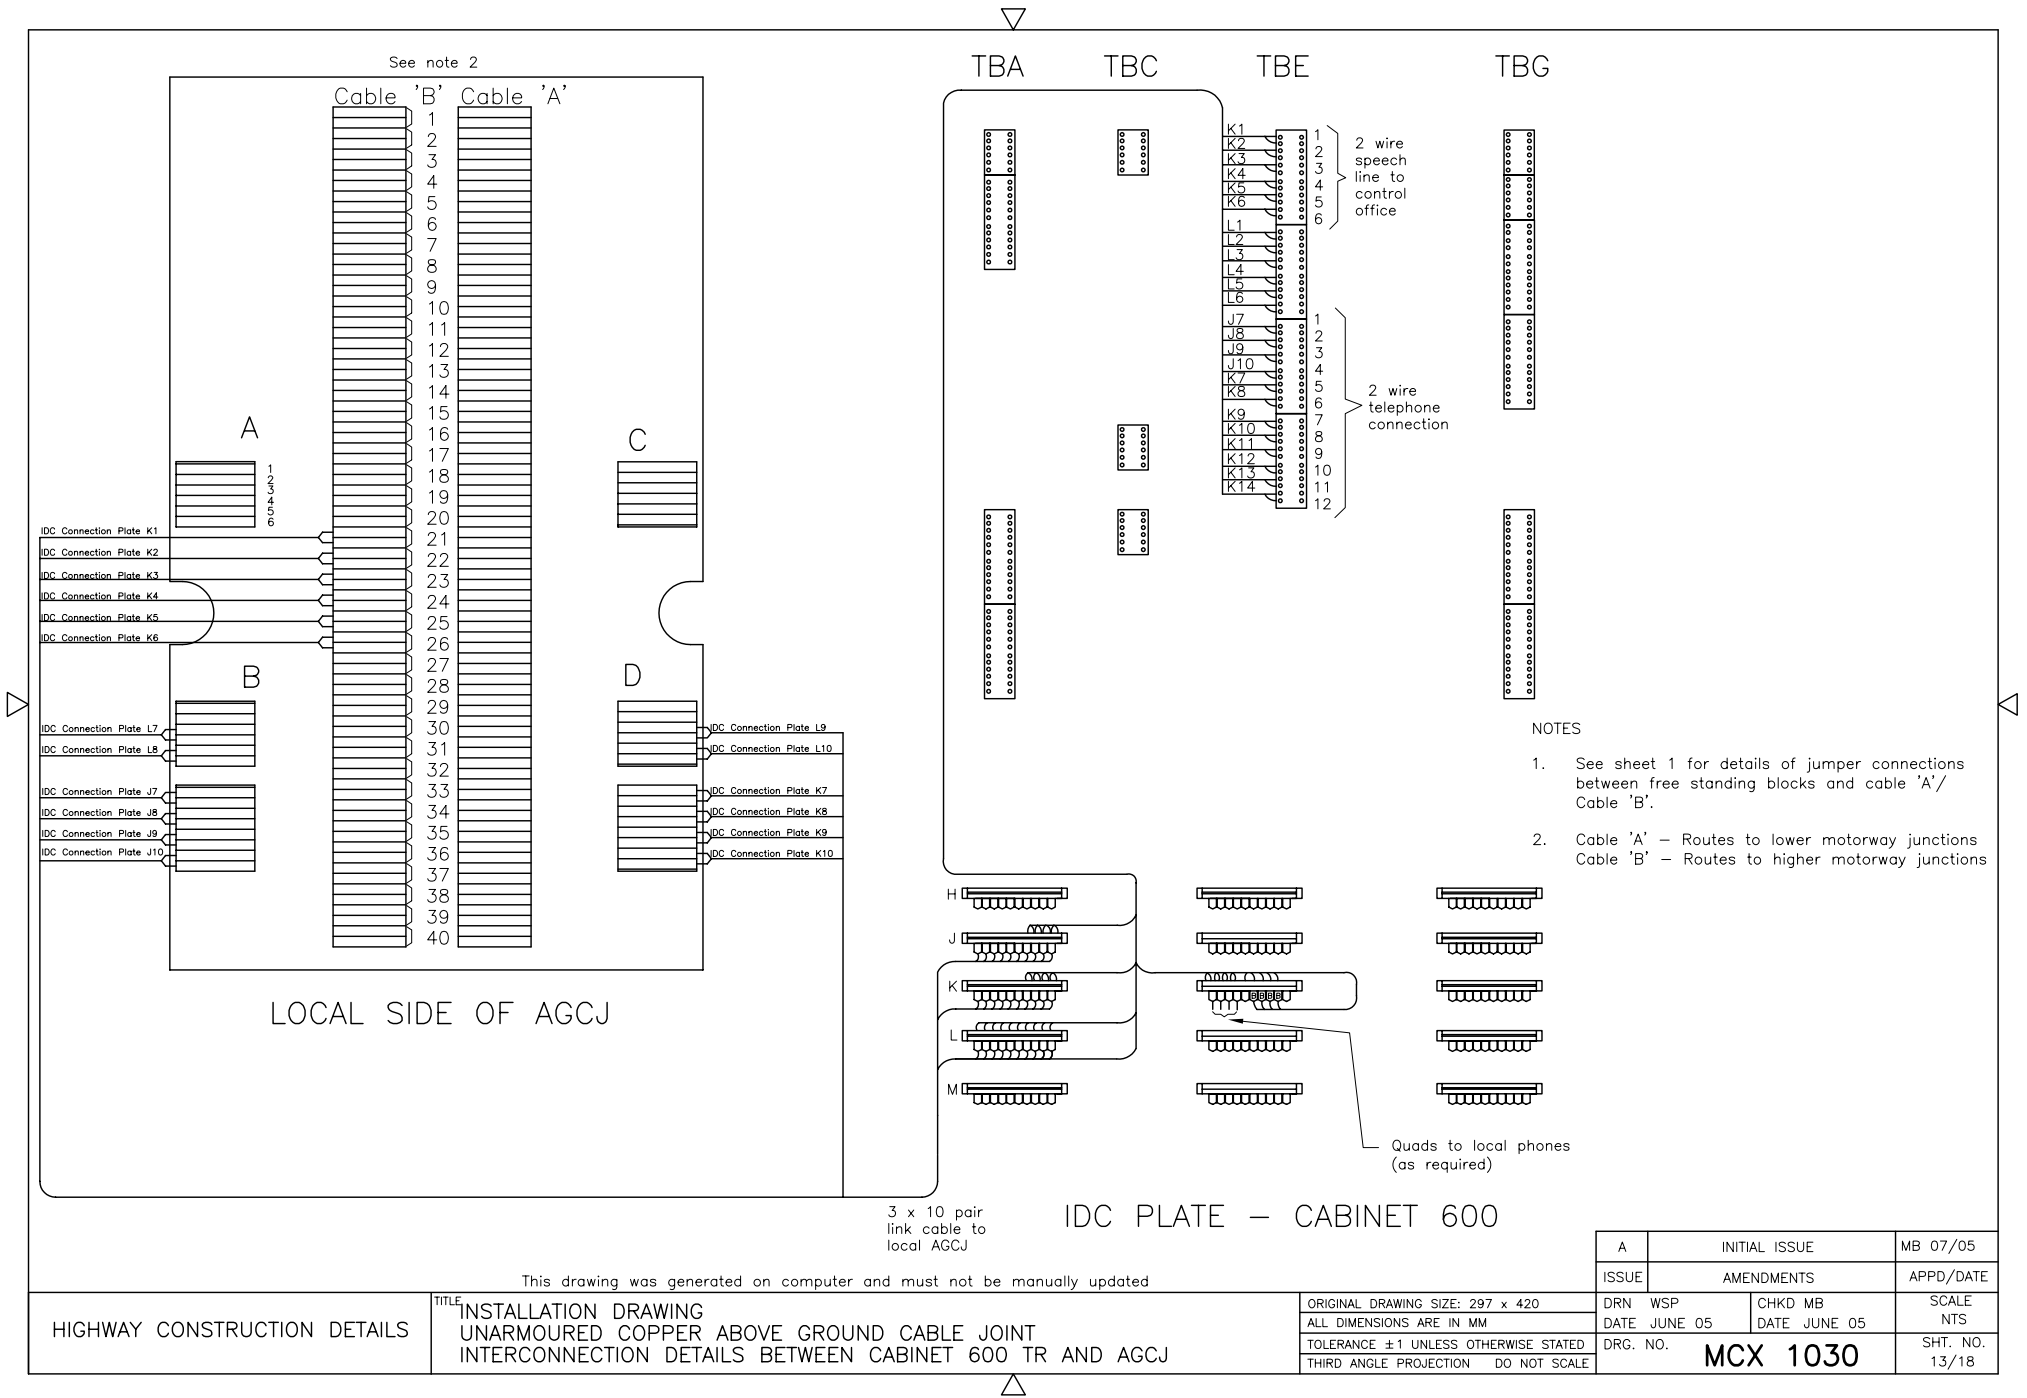 See note 2
Cable 'B' Cable 'A'
1
2
3
4
5
6
7
8
9
10
11
12
13
14
15
16
17
18
19
20
21
22
23
24
25
26
27
28
29
30
31
32
33
34
35
36
37
38
39
40
A
1
2
3
4
5
6
C
IDC Connection Plate K1
IDC Connection Plate K2
IDC Connection Plate K3
IDC Connection Plate K4
IDC Connection Plate K5
IDC Connection Plate K6
B
D
IDC Connection Plate L7
IDC Connection Plate L8
IDC Connection Plate J7
IDC Connection Plate J8
IDC Connection Plate J9
IDC Connection Plate J10
IDC Connection Plate L9
IDC Connection Plate L10
IDC Connection Plate K7
IDC Connection Plate K8
IDC Connection Plate K9
IDC Connection Plate K10
LOCAL SIDE OF AGCJ
TBA TBC TBE TBG
K1
K2
K3
K4
K5
K6
L1
L2
L3
L4
L5
L6
J7
J8
J9
J10
K7
K8
K9
K10
K11
K12
K13
K14
1
2
3
4
5
6
2 wire
speech
line to
control
office
1
2
3
4
5
6
7
8
9
10
11
12
2 wire
telephone
connection
NOTES
1. See sheet 1 for details of jumper connections
between free standing blocks and cable 'A'/
Cable 'B'.
2. Cable 'A' – Routes to lower motorway junctions
Cable 'B' – Routes to higher motorway junctions
H
J
K
L
M
B B B B
Quads to local phones
(as required)
3 x 10 pair
link cable to
local AGCJ
IDC PLATE – CABINET 600
This drawing was generated on computer and must not be manually updated
A INITIAL ISSUE MB 07/05
ISSUE AMENDMENTS APPD/DATE
HIGHWAY CONSTRUCTION DETAILS
TITLE
INSTALLATION DRAWING
UNARMOURED COPPER ABOVE GROUND CABLE JOINT
INTERCONNECTION DETAILS BETWEEN CABINET 600 TR AND AGCJ
ORIGINAL DRAWING SIZE: 297 x 420
ALL DIMENSIONS ARE IN MM
TOLERANCE ±1 UNLESS OTHERWISE STATED
THIRD ANGLE PROJECTION DO NOT SCALE
DRN WSP
DATE JUNE 05
CHKD MB
DATE JUNE 05
SCALE
NTS
DRG. NO. MCX 1030
SHT. NO.
13/18